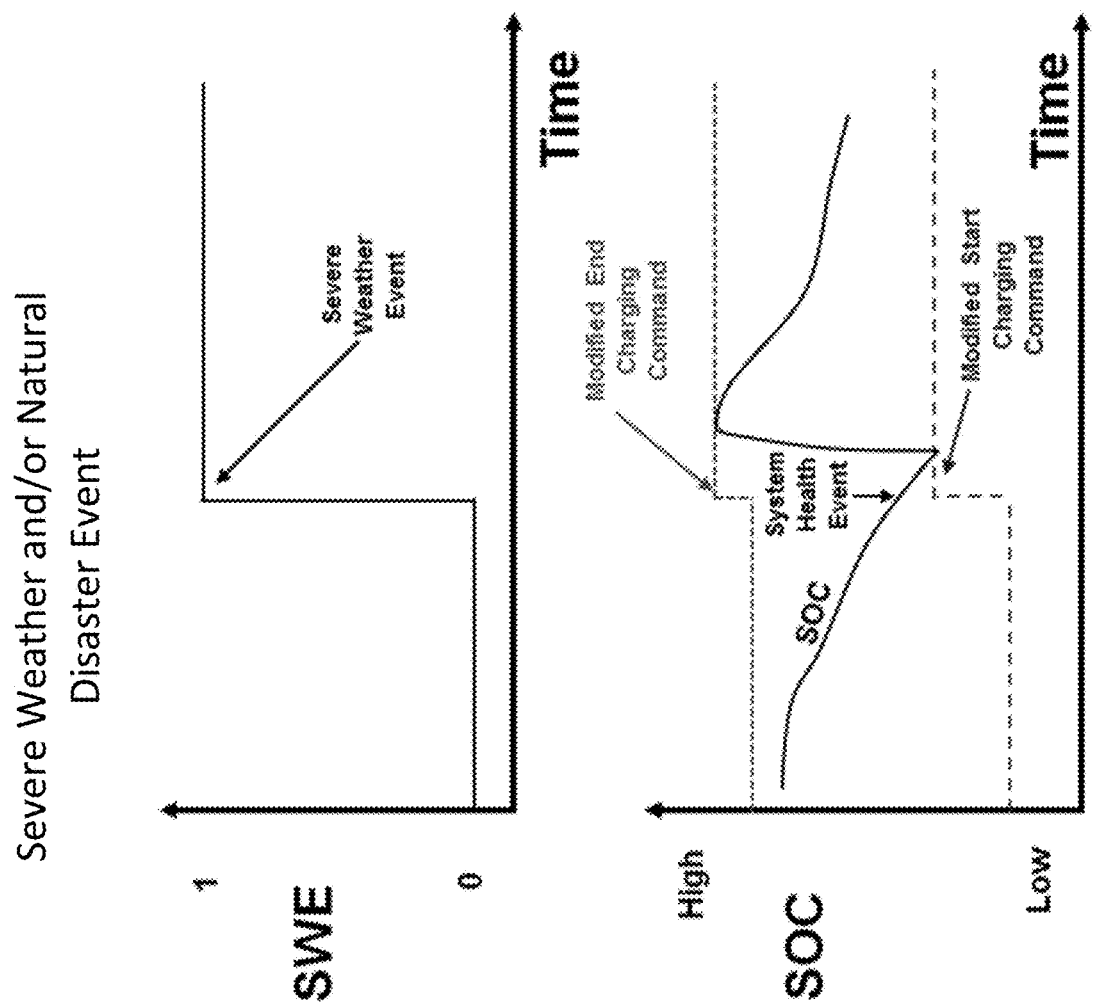 Severe Weather and/or Natural
Disaster Event
1
SWE
0
Severe
Weather
Event
Time
High
SOC
Low
Modified End
Charging
Command
System
Health
Event
SOC
Modified Start
Charging
Command
Time